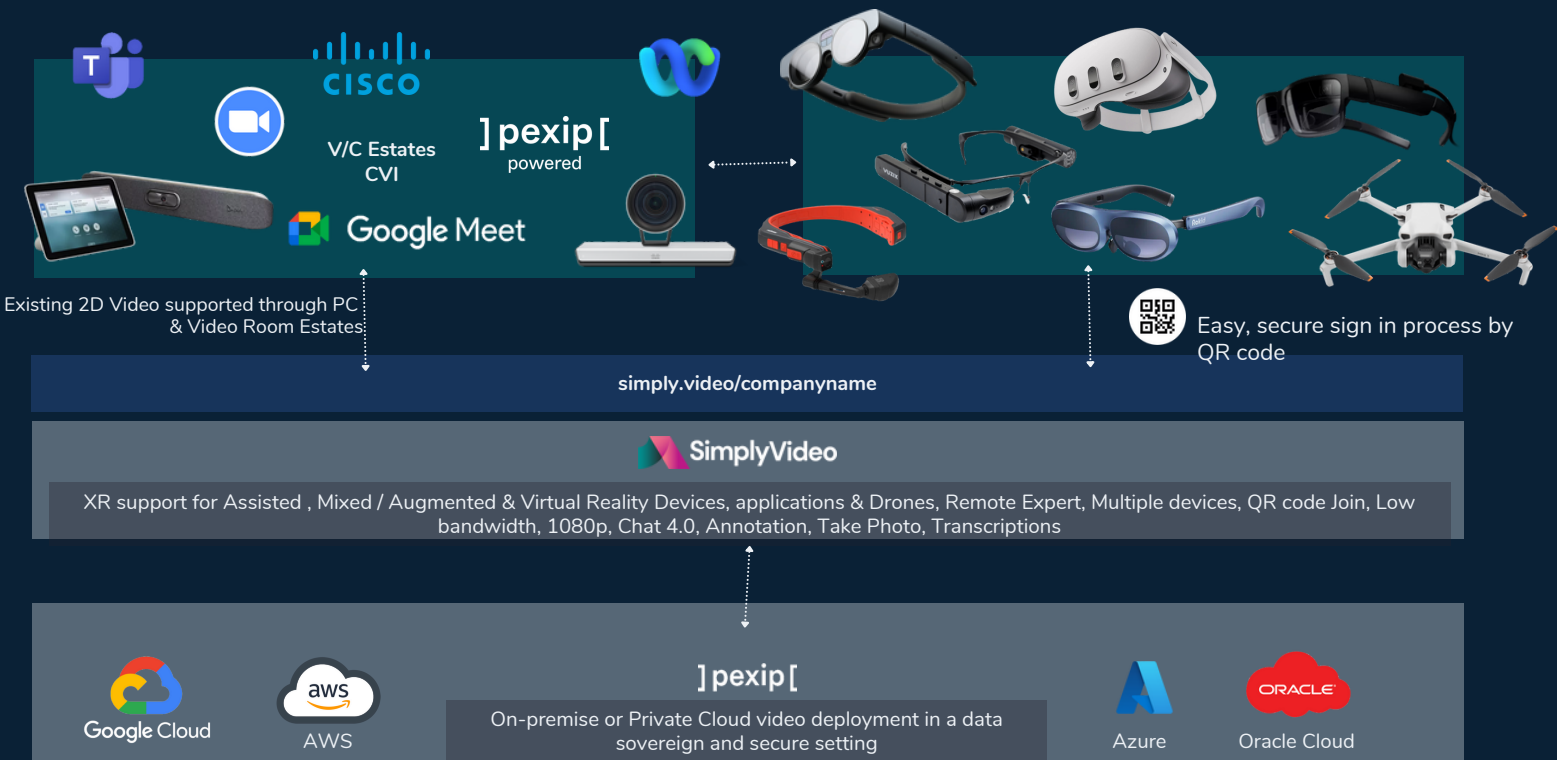 T
CISCO
V/C Estates
CVI
]pexip[
powered
Google Meet
VUZIX
Existing 2D Video supported through PC
& Video Room Estates
Easy, secure sign in process by
QR code
simply.video/companyname
SimplyVideo
XR support for Assisted , Mixed / Augmented & Virtual Reality Devices, applications & Drones, Remote Expert, Multiple devices, QR code Join, Low
bandwidth, 1080p, Chat 4.0, Annotation, Take Photo, Transcriptions
Google Cloud
aws
AWS
]pexip[
On-premise or Private Cloud video deployment in a data
sovereign and secure setting
Azure
ORACLE
Oracle Cloud